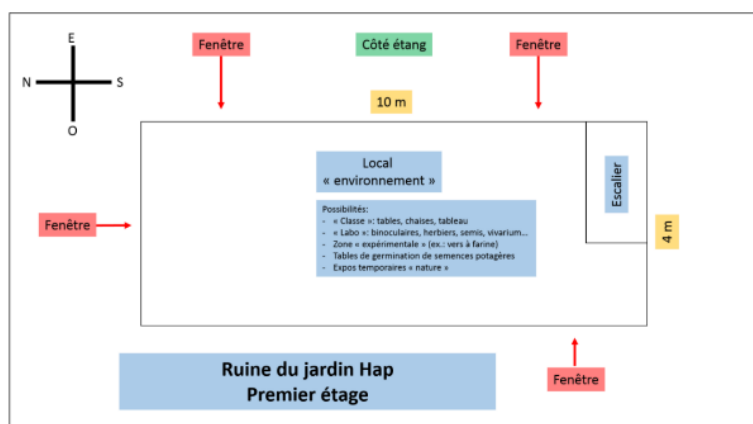 E
N
S
O
Fenêtre
Côté étang
Fenêtre
10 m
Local
« environnement »
Escalier
Possibilités:
- « Classe »: tables, chaises, tableau
- « Labo »: binoculaires, herbiers, semis, vivarium...
- Zone « expérimentale » (ex.: vers à farine)
- Tables de germination de semences potagères
- Expos temporaires « nature »
Fenêtre
4 m
Ruine du jardin Hap
Premier étage
Fenêtre